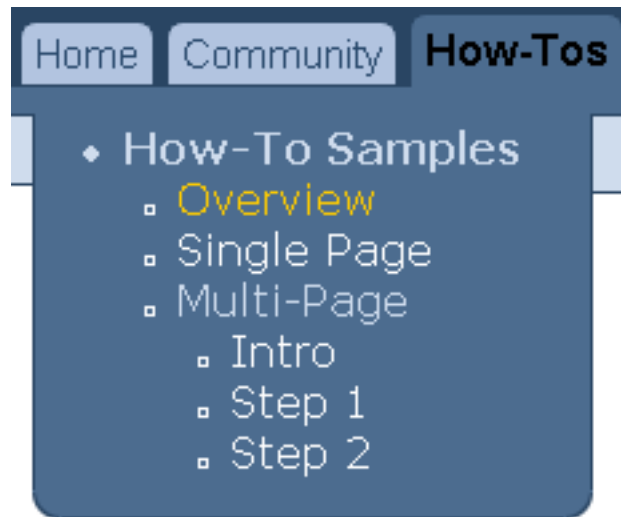 Home Community How-Tos
How-To Samples
Overview
Single Page
Multi-Page
Intro
Step 1
Step 2